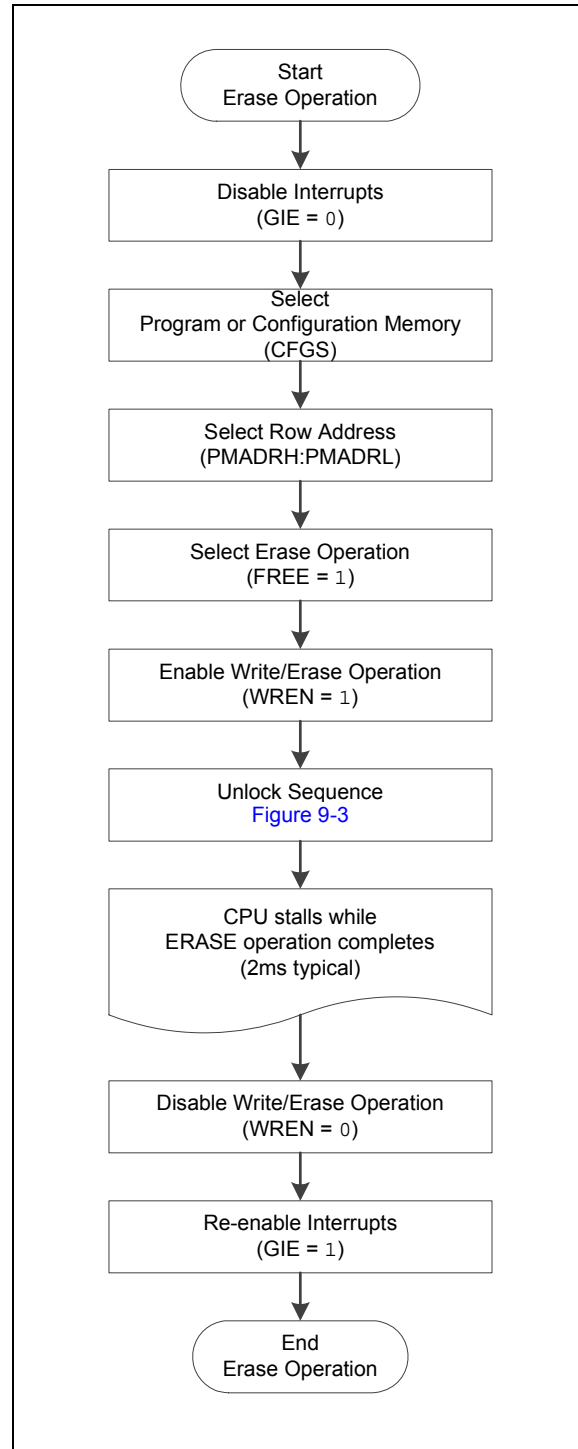 Start
Erase Operation
Disable Interrupts
(GIE = 0)
Select
Program or Configuration Memory
(CFGS)
Select Row Address
(PMADRH:PMADRL)
Select Erase Operation
(FREE = 1)
Enable Write/Erase Operation
(WREN = 1)
Unlock Sequence
Figure 9-3
CPU stalls while
ERASE operation completes
(2ms typical)
Disable Write/Erase Operation
(WREN = 0)
Re-enable Interrupts
(GIE = 1)
End
Erase Operation